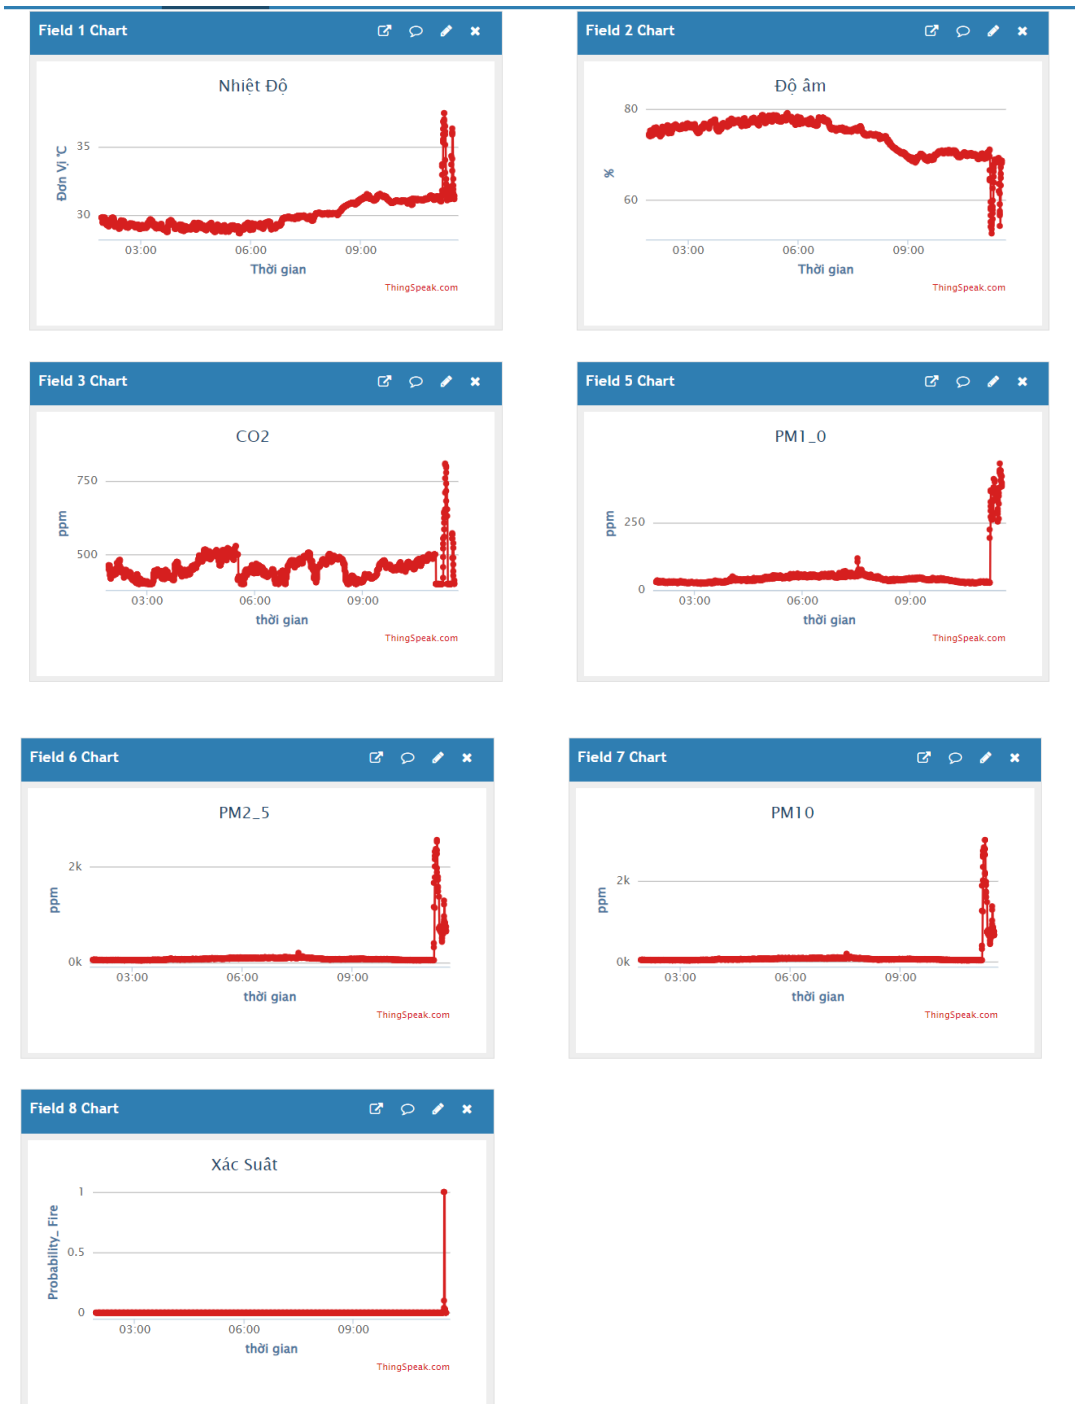 Field 1 Chart
Nhiệt Độ
35
30
Đơn Vị °C
03:00 06:00 09:00
Thời gian
ThingSpeak.com
Field 2 Chart
Độ ẩm
80
60
%
03:00 06:00 09:00
Thời gian
ThingSpeak.com
Field 3 Chart
CO2
750
500
ppm
03:00 06:00 09:00
thời gian
ThingSpeak.com
Field 5 Chart
PM1_0
250
0
ppm
03:00 06:00 09:00
thời gian
ThingSpeak.com
Field 6 Chart
PM2_5
2k
0k
ppm
03:00 06:00 09:00
thời gian
ThingSpeak.com
Field 7 Chart
PM10
2k
0k
ppm
03:00 06:00 09:00
thời gian
ThingSpeak.com
Field 8 Chart
Xác Suất
1
0.5
0
Probability_ Fire
03:00 06:00 09:00
thời gian
ThingSpeak.com